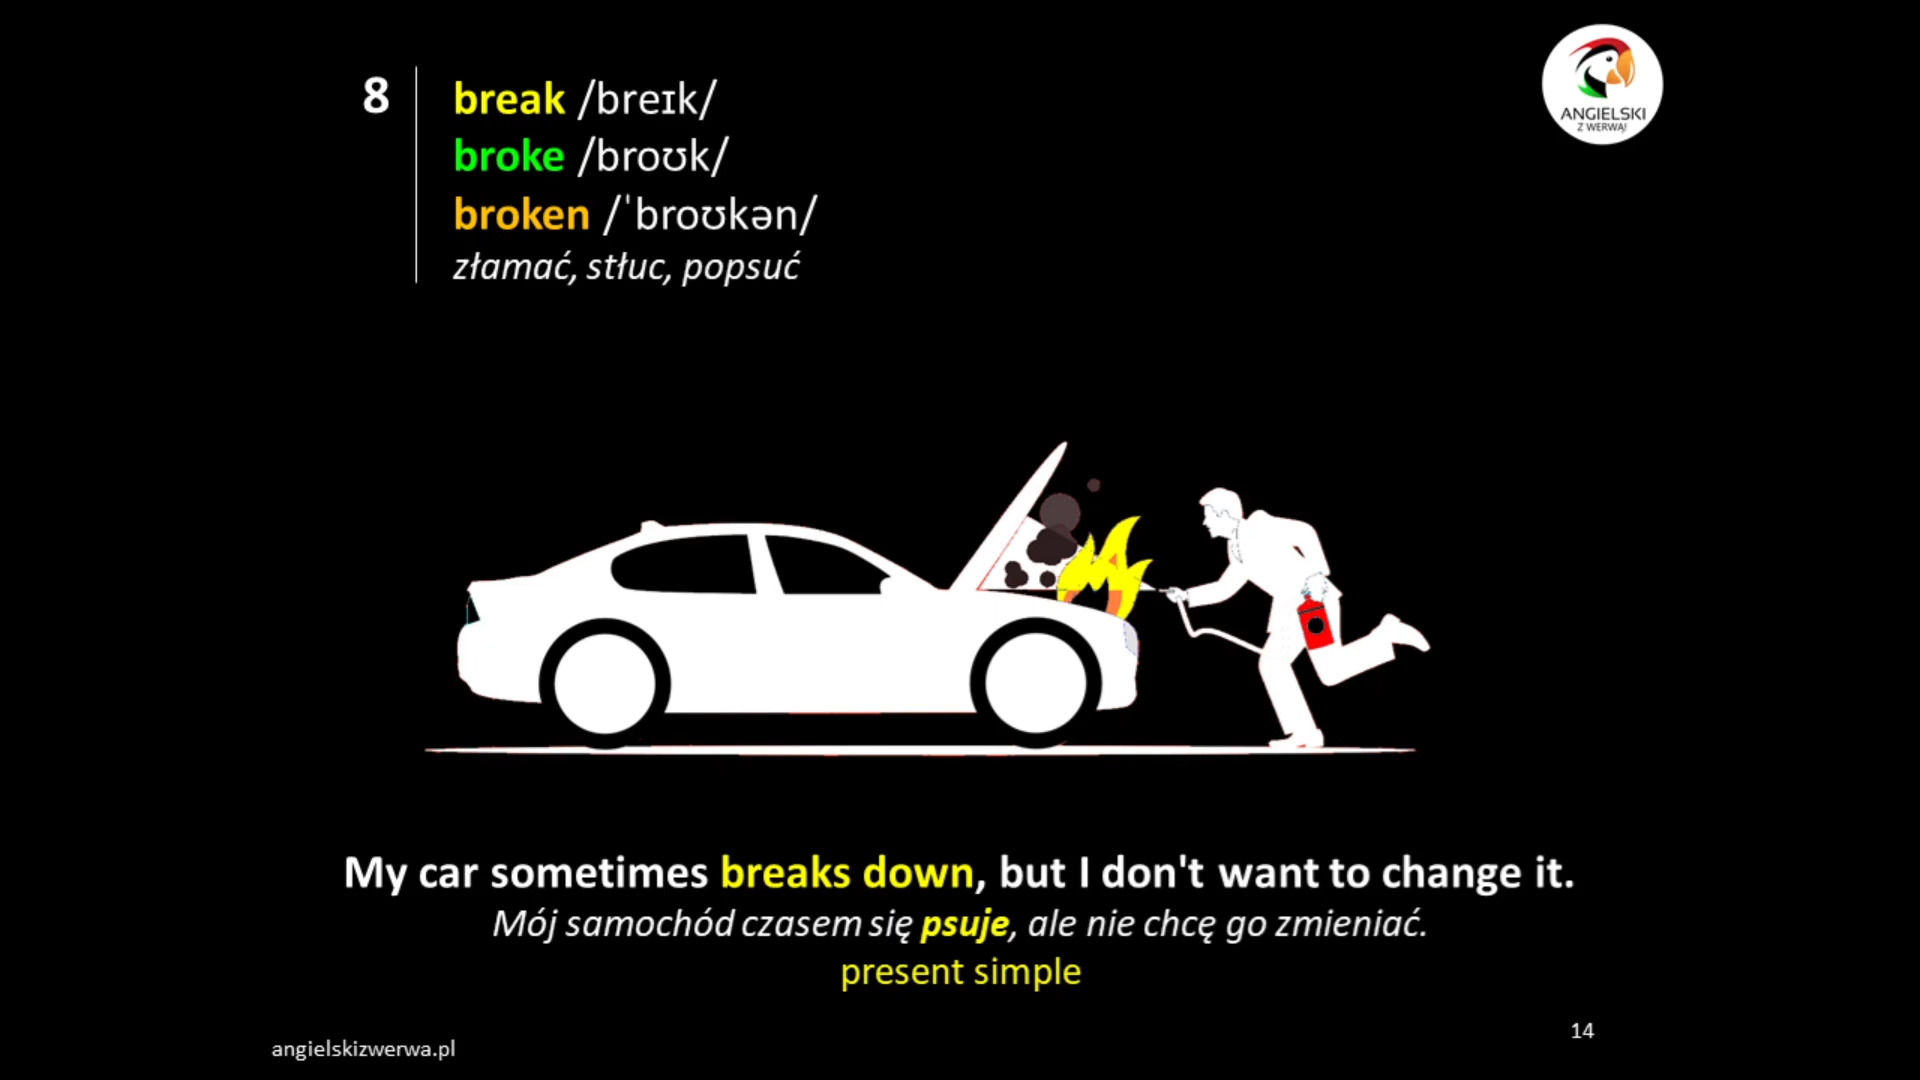 8
break /breɪk/
broke /broʊk/
broken /ˈbroʊkən/
złamać, stłuc, popsuć
ANGIELSKI
Z WERWĄ!
My car sometimes breaks down, but I don't want to change it.
Mój samochód czasem się psuje, ale nie chcę go zmieniać.
present simple
14
angielskizwerwa.pl